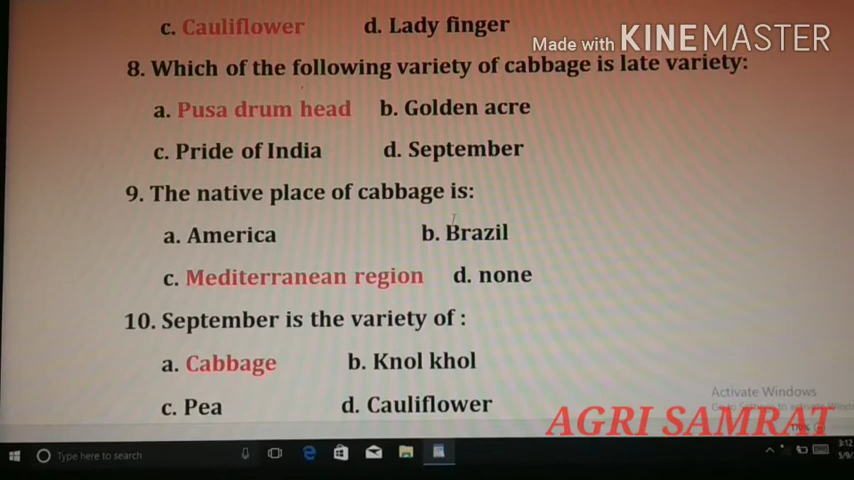 c. Cauliflower d. Lady finger
Made with KINEMASTER
8. Which of the following variety of cabbage is late variety:
a. Pusa drum head b. Golden acre
c. Pride of India d. September
9. The native place of cabbage is:
a. America b. Brazil
c. Mediterranean region d. none
10. September is the variety of :
a. Cabbage b. Knol khol
c. Pea d. Cauliflower
Activate Windows
AGRI SAMRAT
Type here to search
3:12